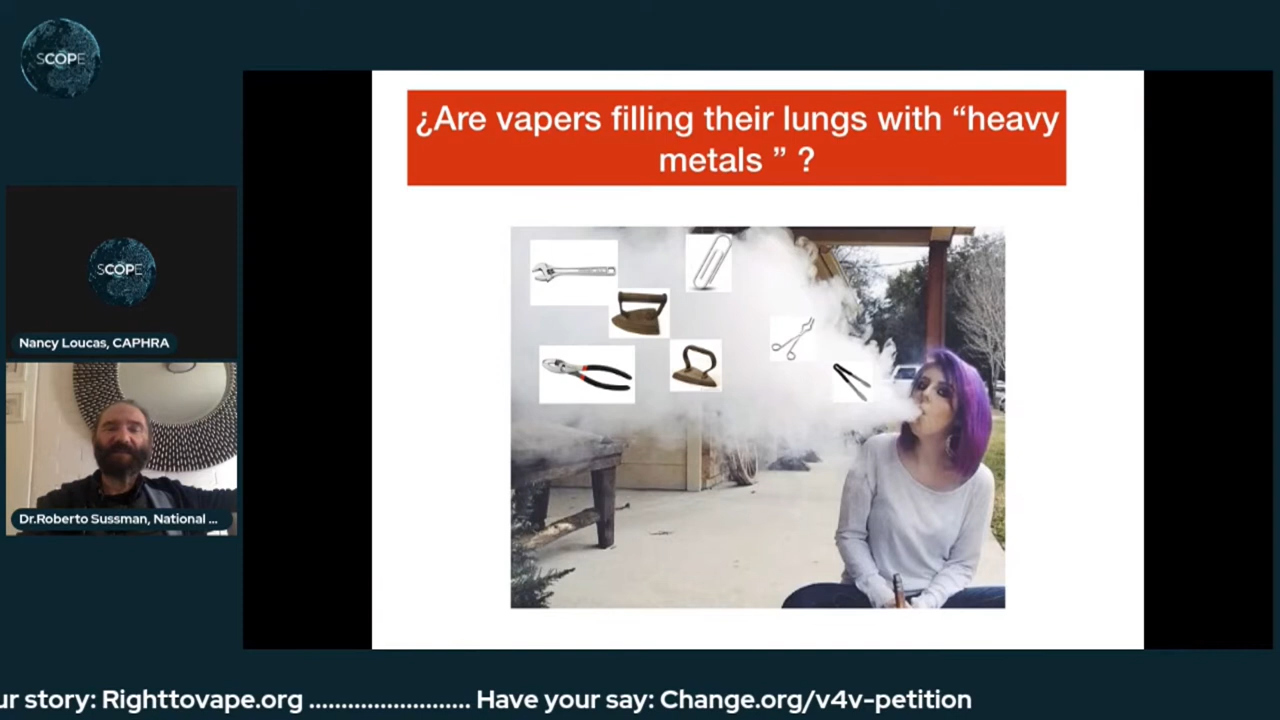 SCOPE
¿Are vapers filling their lungs with “heavy
metals ” ?
SCOPE
Nancy Loucas, CAPHRA
Dr.Roberto Sussman, National ...
ur story: Righttovape.org ........................ Have your say: Change.org/v4v-petition